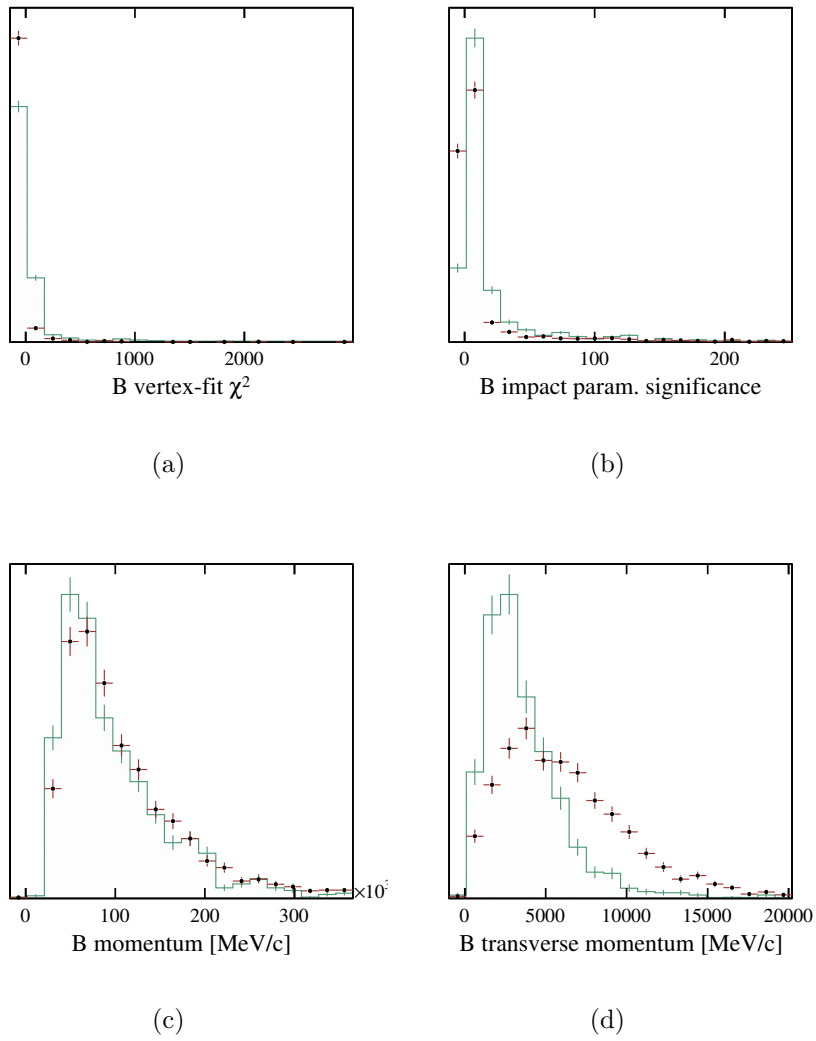 0 1000 2000
B vertex-fit χ²
(a)
0 100 200
B impact param. significance
(b)
0 100 200 300 ×10³
B momentum [MeV/c]
(c)
0 5000 10000 15000 20000
B transverse momentum [MeV/c]
(d)